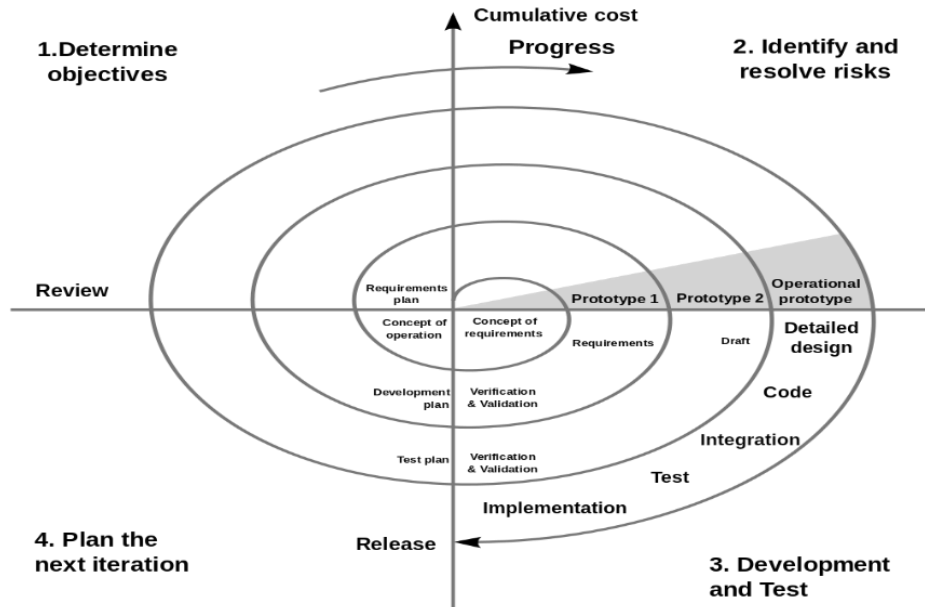 Cumulative cost
1.Determine
objectives
Progress
2. Identify and
resolve risks
Review
Requirements
plan
Prototype 1
Prototype 2
Operational
prototype
Concept of
operation
Concept of
requirements
Requirements
Draft
Detailed
design
Development
plan
Verification
& Validation
Code
Integration
Test plan
Verification
& Validation
Test
Implementation
4. Plan the
next iteration
Release
3. Development
and Test